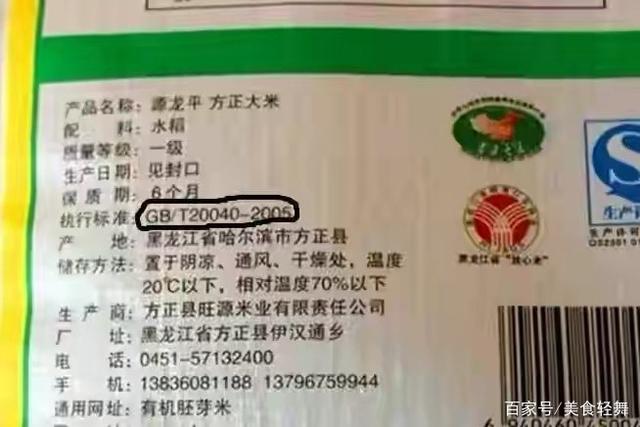 产品名称：源龙平 方正大米
配 料：水稻
质量等级：一级
生产日期：见封口
保质期：6个月
执行标准：GB/T20040-2005
产 地：黑龙江省哈尔滨市方正县
储存方法：置于阴凉、通风、干燥处，温度
20℃以下，相对温度70%以下
生产商：方正县旺源米业有限责任公司
厂 址：黑龙江省方正县伊汉通乡
电 话：0451-57132400
手 机：13836081188 13796759944
通用网址：有机胚芽米
黑龙江省“放心米”
生产许可
QS2301
6 940460 4500
百家号/美食轻舞